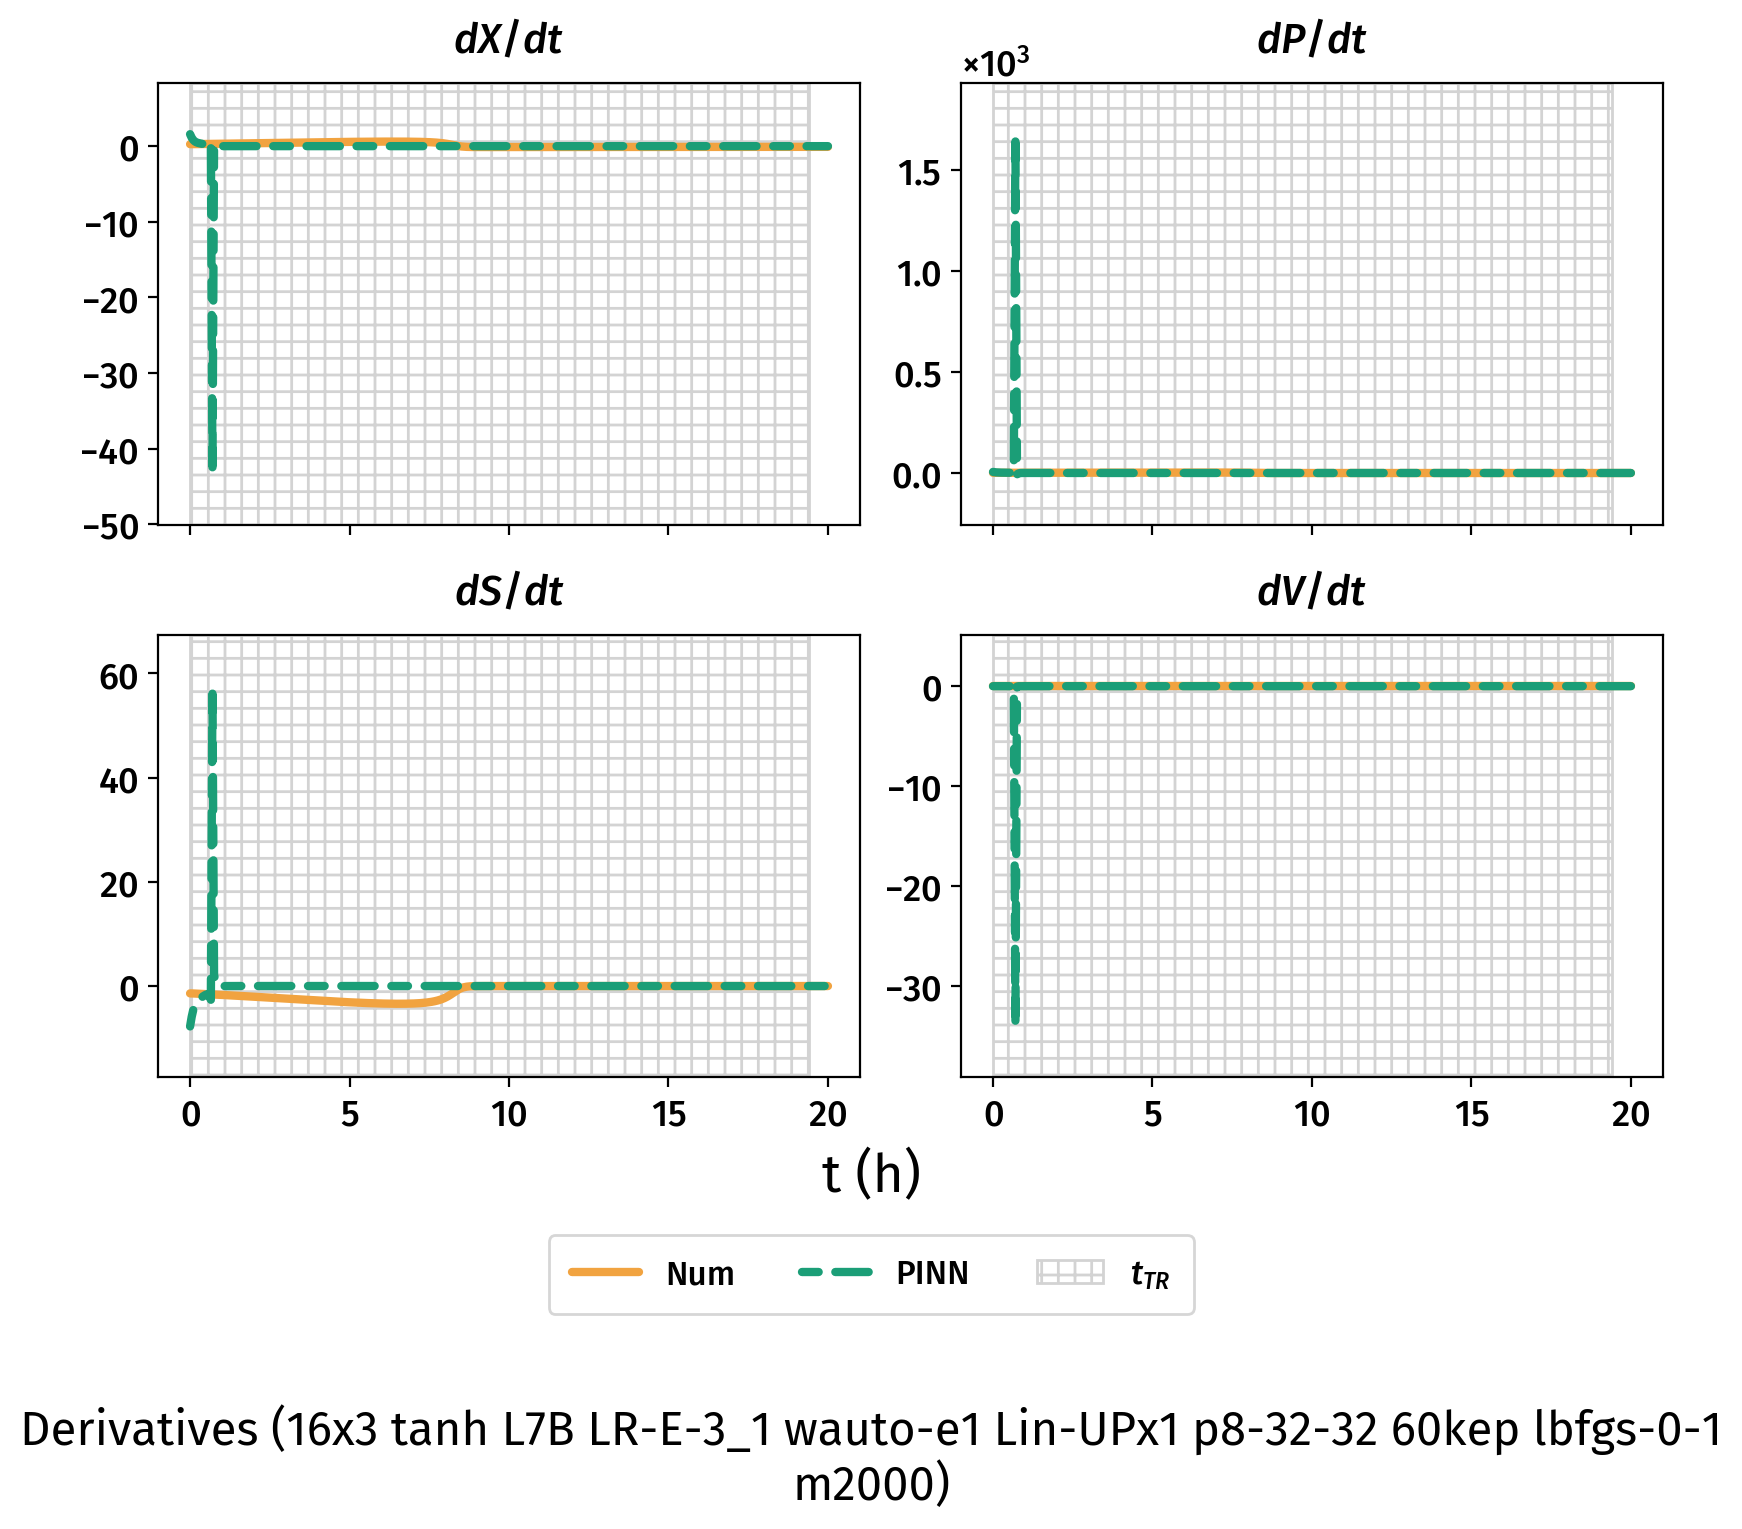 dX/dt
dP/dt
×10³
0
−10
−20
−30
−40
−50
1.5
1.0
0.5
0.0
dS/dt
dV/dt
60
40
20
0
0
−10
−20
−30
0 5 10 15 20
0 5 10 15 20
t (h)
Num PINN t_TR
Derivatives (16x3 tanh L7B LR-E-3_1 wauto-e1 Lin-UPx1 p8-32-32 60kep lbfgs-0-1
m2000)